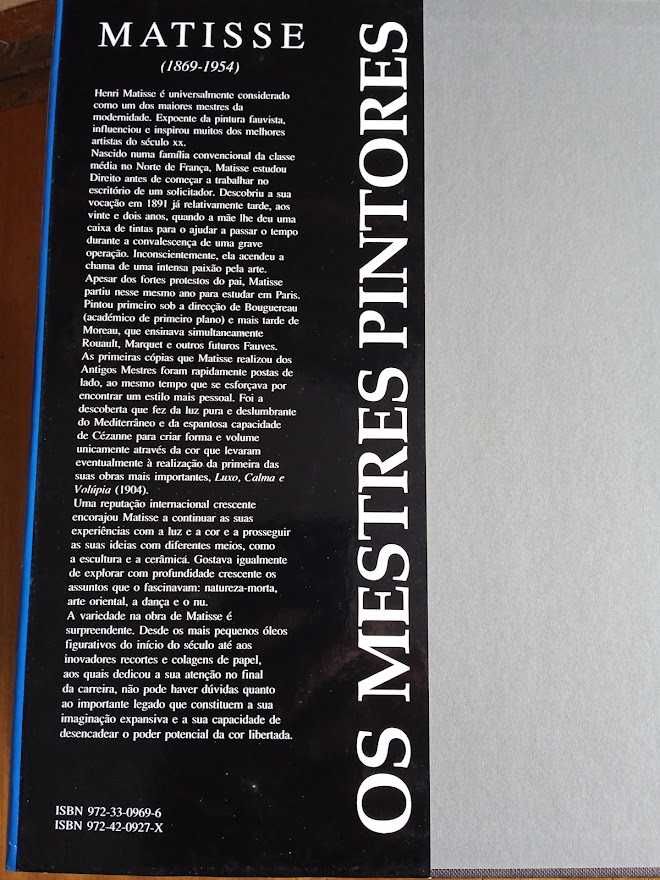 MATISSE
(1869-1954)
Henri Matisse é universalmente considerado
como um dos maiores mestres da
modernidade. Expoente da pintura fauvista,
influenciou e inspirou muitos dos melhores
artistas do século xx.
Nascido numa família convencional da classe
média no Norte de França, Matisse estudou
Direito antes de começar a trabalhar no
escritório de um solicitador. Descobriu a sua
vocação em 1891 já relativamente tarde, aos
vinte e dois anos, quando a mãe lhe deu uma
caixa de tintas para o ajudar a passar o tempo
durante a convalescença de uma grave
operação. Inconscientemente, ela acendeu a
chama de uma intensa paixão pela arte.
Apesar dos fortes protestos do pai, Matisse
partiu nesse mesmo ano para estudar em Paris.
Pintou primeiro sob a direcção de Bouguereau
(académico de primeiro plano) e mais tarde de
Moreau, que ensinava simultaneamente
Rouault, Marquet e outros futuros Fauves.
As primeiras cópias que Matisse realizou dos
Antigos Mestres foram rapidamente postas de
lado, ao mesmo tempo que se esforçava por
encontrar um estilo mais pessoal. Foi a
descoberta que fez da luz pura e deslumbrante
do Mediterrâneo e da espantosa capacidade
de Cézanne para criar forma e volume
unicamente através da cor que levaram
eventualmente à realização da primeira das
suas obras mais importantes, Luxo, Calma e
Volúpia (1904).
Uma reputação internacional crescente
encorajou Matisse a continuar as suas
experiências com a luz e a cor e a prosseguir
as suas ideias com diferentes meios, como
a escultura e a cerâmica. Gostava igualmente
de explorar com profundidade crescente os
assuntos que o fascinavam: natureza-morta,
arte oriental, a dança e o nu.
A variedade na obra de Matisse é
surpreendente. Desde os mais pequenos óleos
figurativos do início do século até aos
inovadores recortes e colagens de papel,
aos quais dedicou a sua atenção no final
da carreira, não pode haver dúvidas quanto
ao importante legado que constituem a sua
imaginação expansiva e a sua capacidade de
desencadear o poder potencial da cor libertada.
ISBN 972-33-0969-6
ISBN 972-42-0927-X
OS MESTRES PINTORES